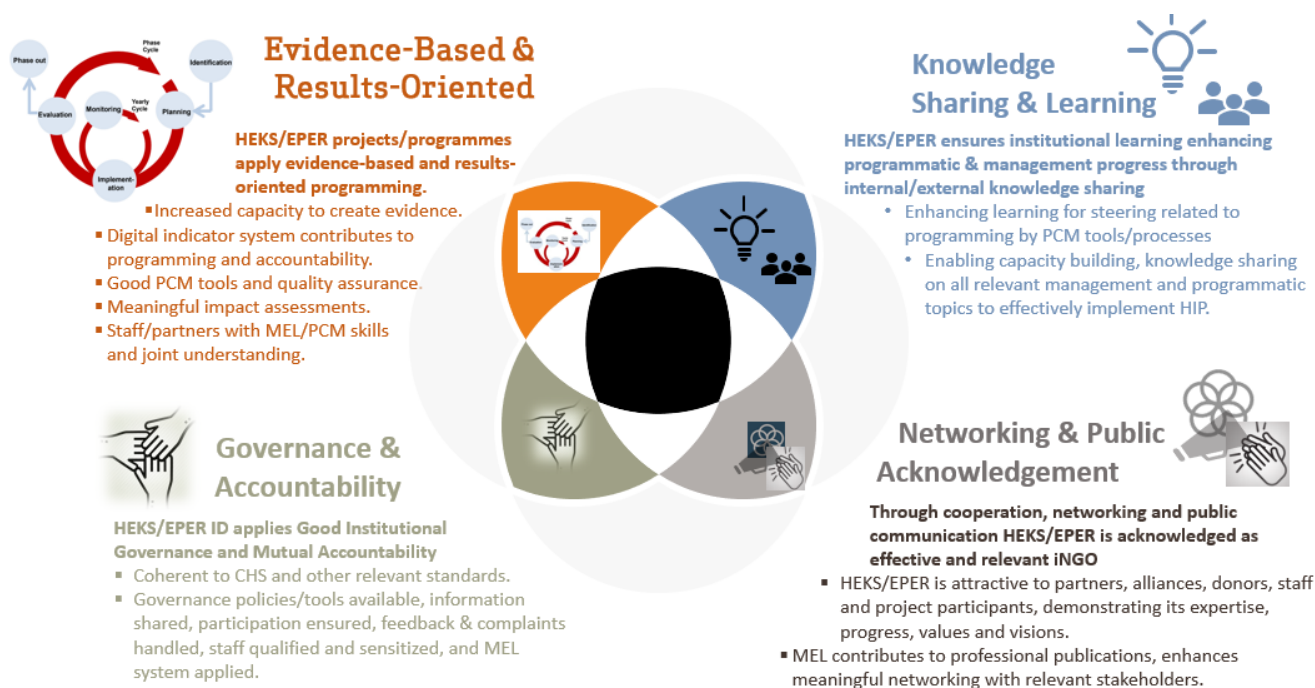 Phase
Cycle
Phase out
Identification
Evaluation
Monitoring
Yearly
Cycle
Planning
Implement-
ation
Evidence-Based &
Results-Oriented
HEKS/EPER projects/programmes
apply evidence-based and results-
oriented programming.
▪Increased capacity to create evidence.
▪ Digital indicator system contributes to
programming and accountability.
▪ Good PCM tools and quality assurance.
▪ Meaningful impact assessments.
▪ Staff/partners with MEL/PCM skills
and joint understanding.
Knowledge
Sharing & Learning
HEKS/EPER ensures institutional learning enhancing
programmatic & management progress through
internal/external knowledge sharing
• Enhancing learning for steering related to
programming by PCM tools/processes
• Enabling capacity building, knowledge sharing
on all relevant management and programmatic
topics to effectively implement HIP.
Governance &
Accountability
HEKS/EPER ID applies Good Institutional
Governance and Mutual Accountability
▪ Coherent to CHS and other relevant standards.
▪ Governance policies/tools available, information
shared, participation ensured, feedback & complaints
handled, staff qualified and sensitized, and MEL
system applied.
Networking & Public
Acknowledgement
Through cooperation, networking and public
communication HEKS/EPER is acknowledged as
effective and relevant iNGO
▪ HEKS/EPER is attractive to partners, alliances, donors, staff
and project participants, demonstrating its expertise,
progress, values and visions.
▪ MEL contributes to professional publications, enhances
meaningful networking with relevant stakeholders.